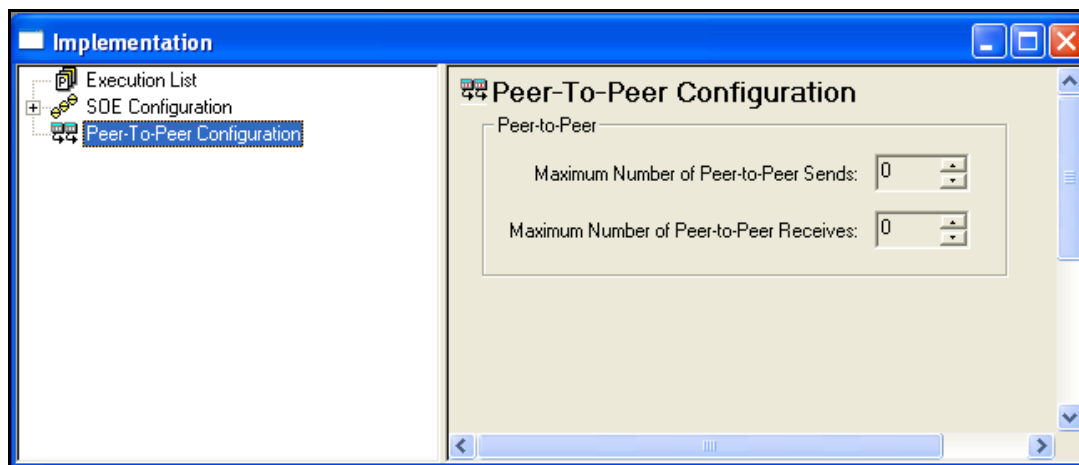 Implementation
Execution List
SOE Configuration
Peer-To-Peer Configuration
Peer-To-Peer Configuration
Peer-to-Peer
Maximum Number of Peer-to-Peer Sends: 0
Maximum Number of Peer-to-Peer Receives: 0